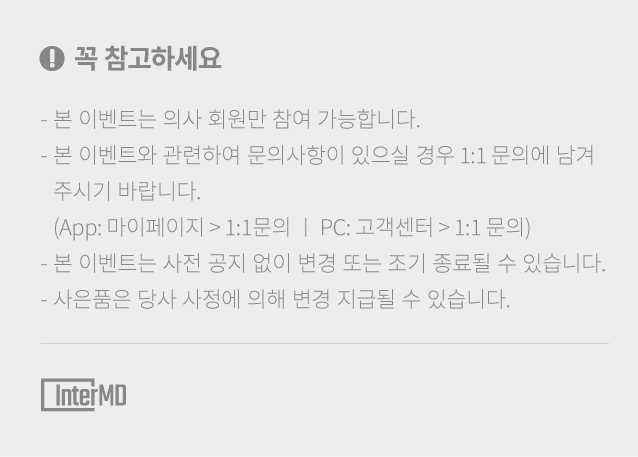 꼭 참고하세요
- 본 이벤트는 의사 회원만 참여 가능합니다.
- 본 이벤트와 관련하여 문의사항이 있으실 경우 1:1 문의에 남겨
주시기 바랍니다.
(App: 마이페이지 > 1:1문의 ㅣ PC: 고객센터 > 1:1 문의)
- 본 이벤트는 사전 공지 없이 변경 또는 조기 종료될 수 있습니다.
- 사은품은 당사 사정에 의해 변경 지급될 수 있습니다.
InterMD